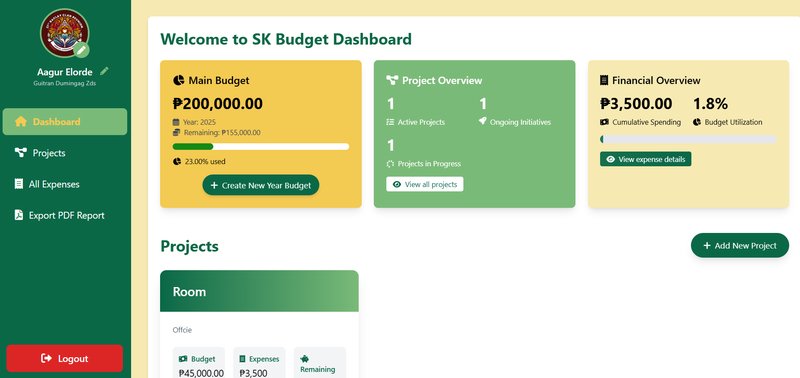 Aagur Elorde
Guitran Dumingag Zds
Dashboard
Projects
All Expenses
Export PDF Report
Logout
Welcome to SK Budget Dashboard
Main Budget
₱200,000.00
Year: 2025
Remaining: ₱155,000.00
23.00% used
+ Create New Year Budget
Project Overview
1
Active Projects
1
Ongoing Initiatives
1
Projects in Progress
View all projects
Financial Overview
₱3,500.00
Cumulative Spending
1.8%
Budget Utilization
View expense details
Projects
+ Add New Project
Room
Offcie
Budget
₱45,000.00
Expenses
₱3,500
Remaining